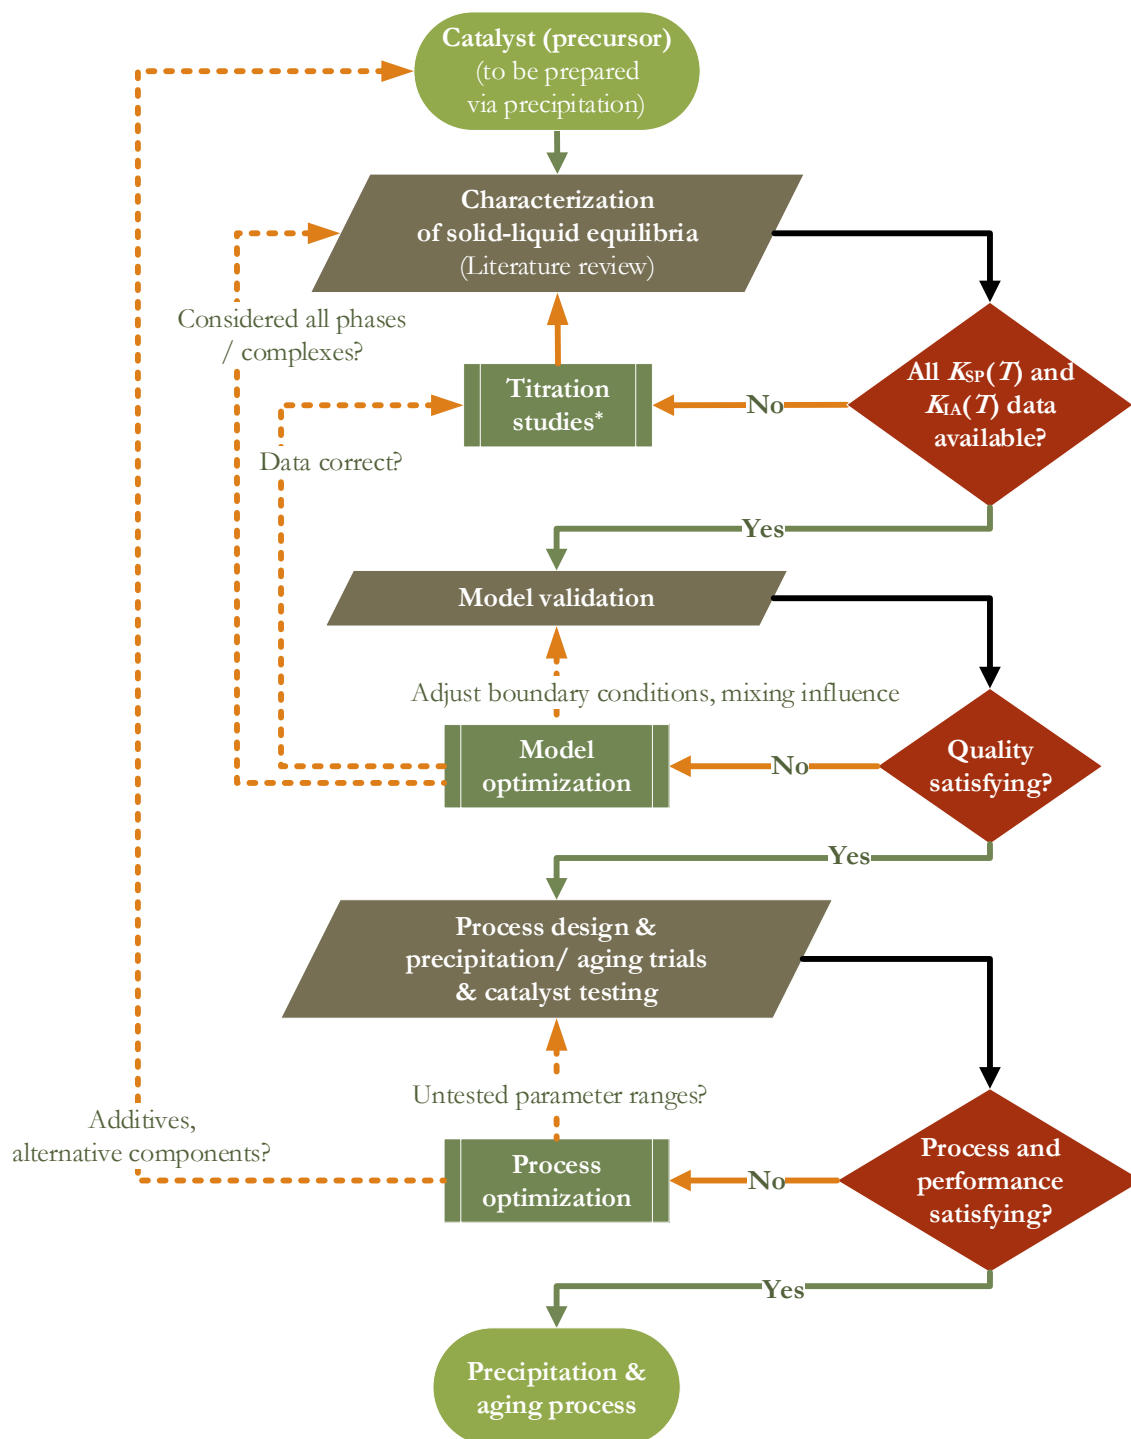 Catalyst (precursor)
(to be prepared
via precipitation)
Characterization
of solid-liquid equilibria
(Literature review)
Considered all phases
/ complexes?
Titration
studies*
No
All KSP(T) and
KIA(T) data
available?
Data correct?
Yes
Model validation
Adjust boundary conditions, mixing influence
Model
optimization
No
Quality
satisfying?
Yes
Process design &
precipitation/ aging trials
& catalyst testing
Untested parameter ranges?
Additives,
alternative components?
Process
optimization
No
Process and
performance
satisfying?
Yes
Precipitation &
aging process